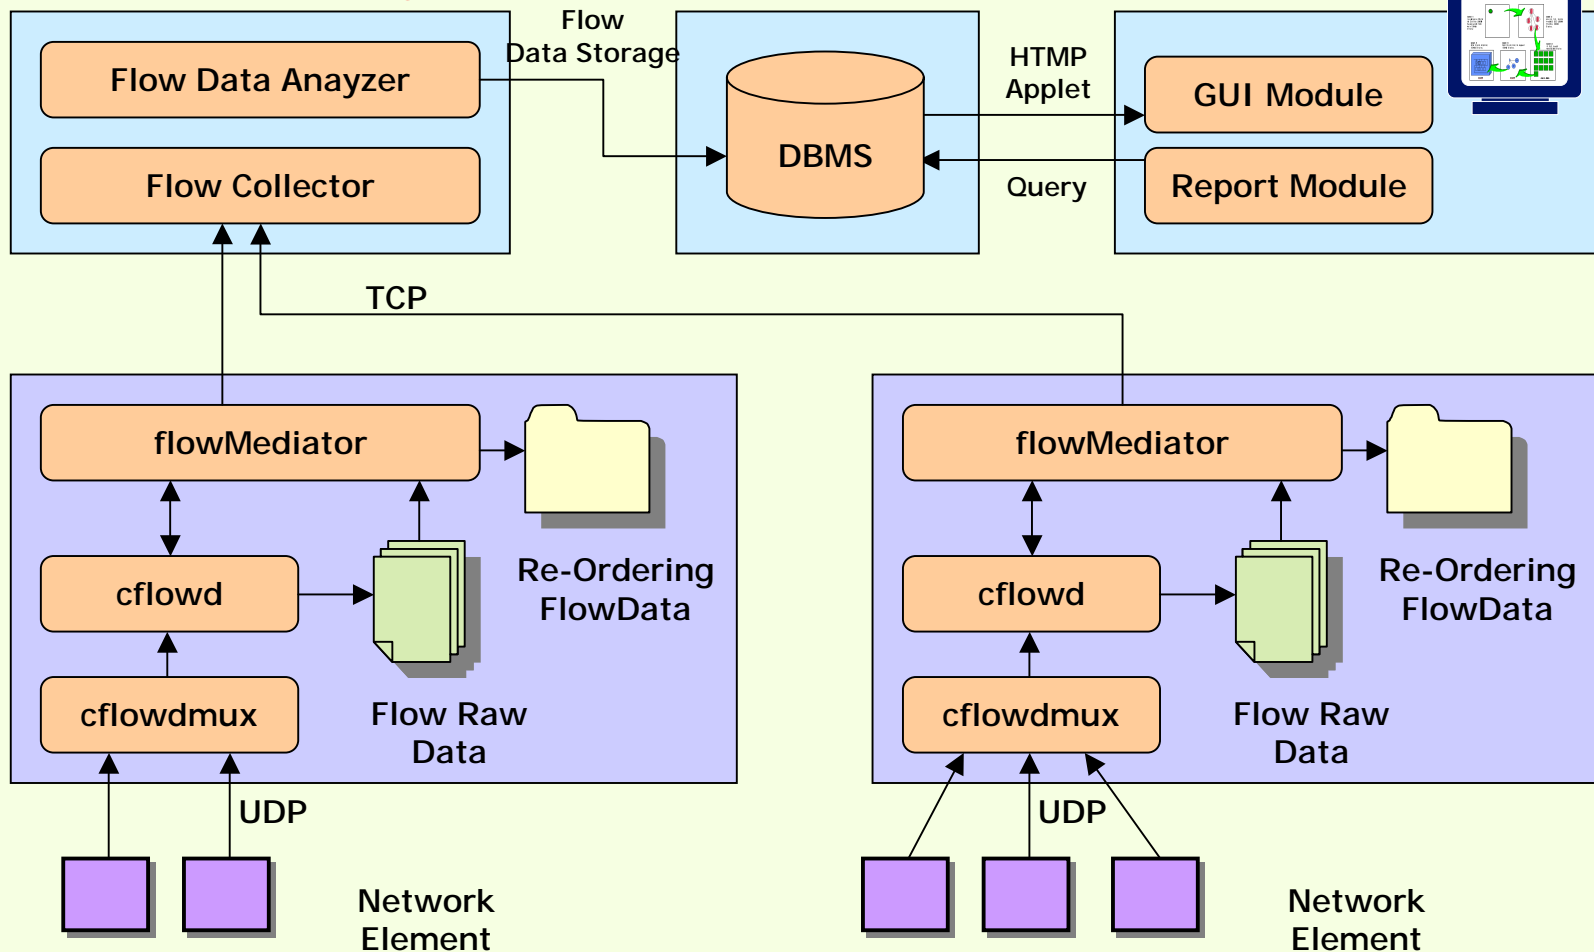 Flow
Data Storage
Flow Data Anayzer
Flow Collector
DBMS
HTMP
Applet
Query
GUI Module
Report Module
TCP
flowMediator
cflowd
cflowdmux
Re-Ordering
FlowData
Flow Raw
Data
UDP
Network
Element
flowMediator
cflowd
cflowdmux
Re-Ordering
FlowData
Flow Raw
Data
UDP
Network
Element